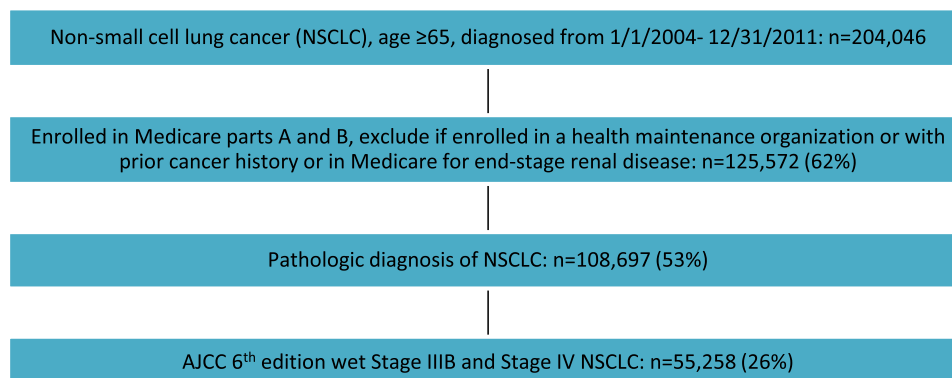 Non-small cell lung cancer (NSCLC), age ≥65, diagnosed from 1/1/2004- 12/31/2011: n=204,046
Enrolled in Medicare parts A and B, exclude if enrolled in a health maintenance organization or with
prior cancer history or in Medicare for end-stage renal disease: n=125,572 (62%)
Pathologic diagnosis of NSCLC: n=108,697 (53%)
AJCC 6th edition wet Stage IIIB and Stage IV NSCLC: n=55,258 (26%)